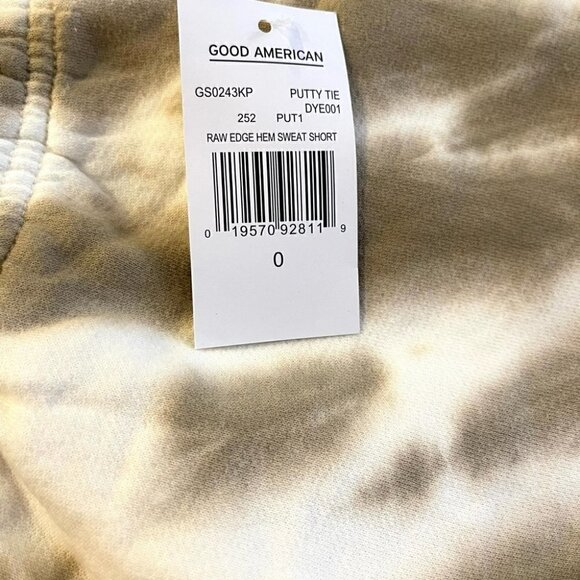 GOOD AMERICAN
GS0243KP PUTTY TIE
DYE001
252 PUT1
RAW EDGE HEM SWEAT SHORT
0 19570 92811 9
0